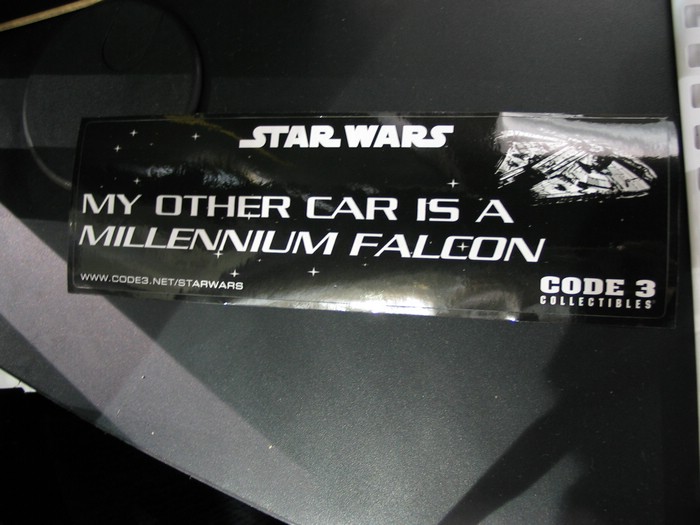 STAR WARS
MY OTHER CAR IS A
MILLENNIUM FALCON
WWW.CODE3.NET/STARWARS
CODE 3
COLLECTIBLES